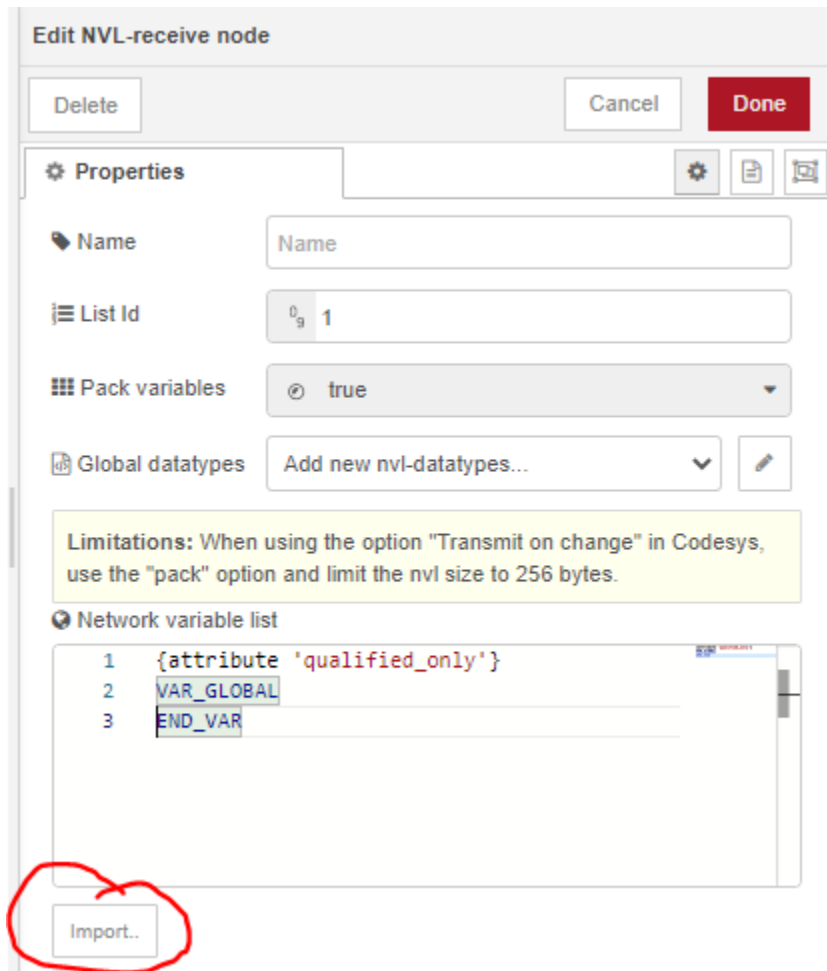 Edit NVL-receive node
Delete Cancel Done
Properties
Name Name
List Id 1
Pack variables true
Global datatypes Add new nvl-datatypes...
Limitations: When using the option "Transmit on change" in Codesys,
use the "pack" option and limit the nvl size to 256 bytes.
Network variable list
1 {attribute 'qualified_only'}
2 VAR_GLOBAL
3 END_VAR
Import..